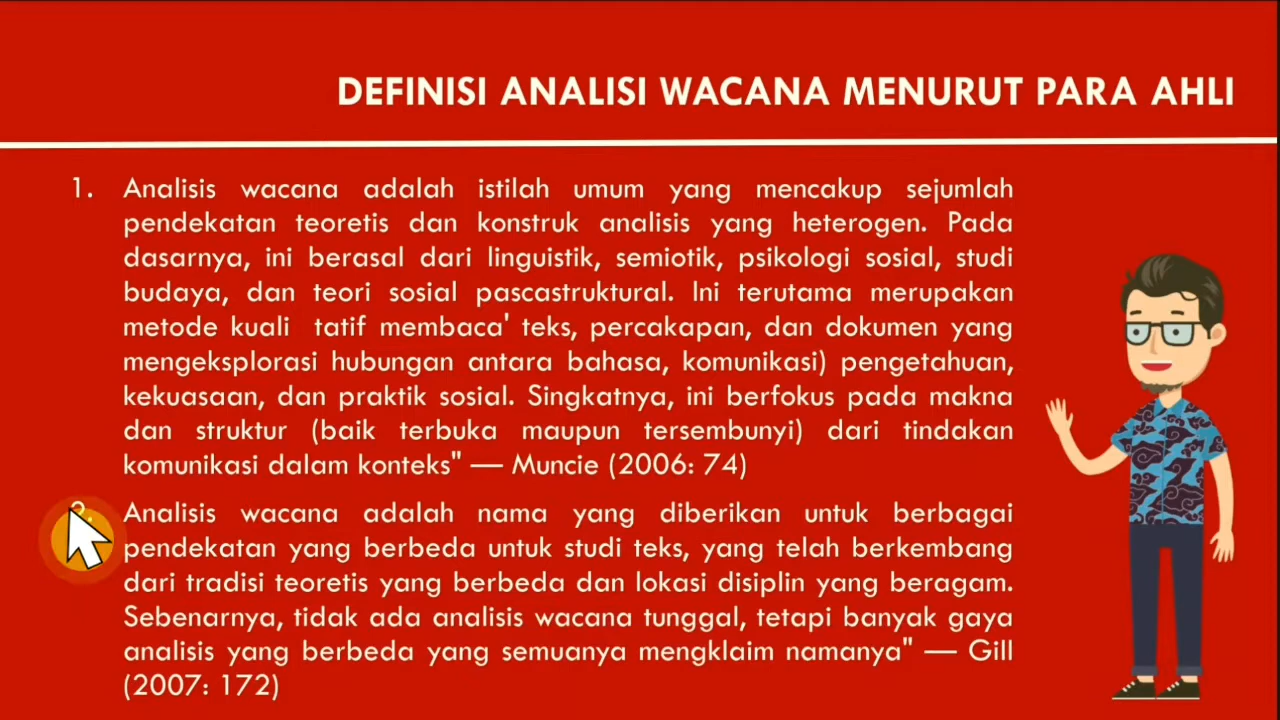 DEFINISI ANALISI WACANA MENURUT PARA AHLI
1. Analisis wacana adalah istilah umum yang mencakup sejumlah
pendekatan teoretis dan konstruk analisis yang heterogen. Pada
dasarnya, ini berasal dari linguistik, semiotik, psikologi sosial, studi
budaya, dan teori sosial pascastruktural. Ini terutama merupakan
metode kuali tatif membaca' teks, percakapan, dan dokumen yang
mengeksplorasi hubungan antara bahasa, komunikasi) pengetahuan,
kekuasaan, dan praktik sosial. Singkatnya, ini berfokus pada makna
dan struktur (baik terbuka maupun tersembunyi) dari tindakan
komunikasi dalam konteks" — Muncie (2006: 74)
2. Analisis wacana adalah nama yang diberikan untuk berbagai
pendekatan yang berbeda untuk studi teks, yang telah berkembang
dari tradisi teoretis yang berbeda dan lokasi disiplin yang beragam.
Sebenarnya, tidak ada analisis wacana tunggal, tetapi banyak gaya
analisis yang berbeda yang semuanya mengklaim namanya" — Gill
(2007: 172)